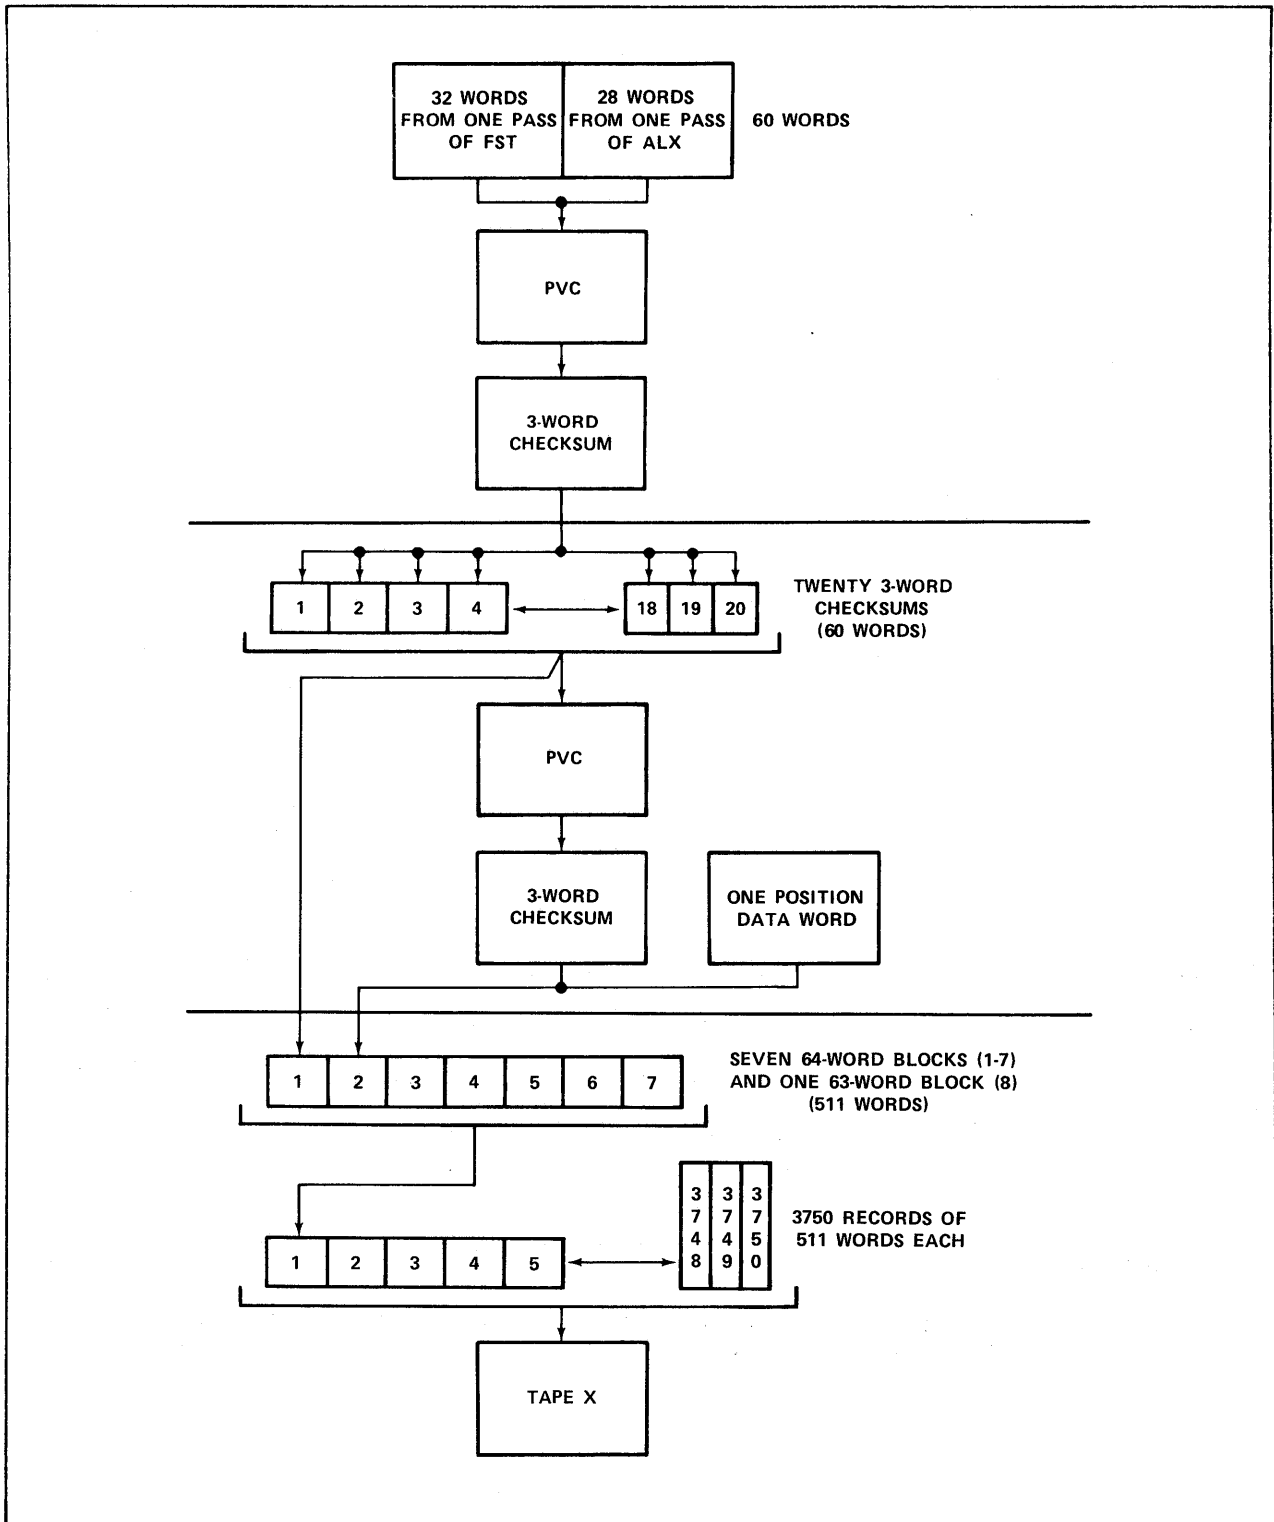 32 WORDS
FROM ONE PASS
OF FST
28 WORDS
FROM ONE PASS
OF ALX
60 WORDS
PVC
3-WORD
CHECKSUM
1 2 3 4 18 19 20
TWENTY 3-WORD
CHECKSUMS
(60 WORDS)
PVC
3-WORD
CHECKSUM
ONE POSITION
DATA WORD
1 2 3 4 5 6 7
SEVEN 64-WORD BLOCKS (1-7)
AND ONE 63-WORD BLOCK (8)
(511 WORDS)
1 2 3 4 5
3748 3749 3750
3750 RECORDS OF
511 WORDS EACH
TAPE X